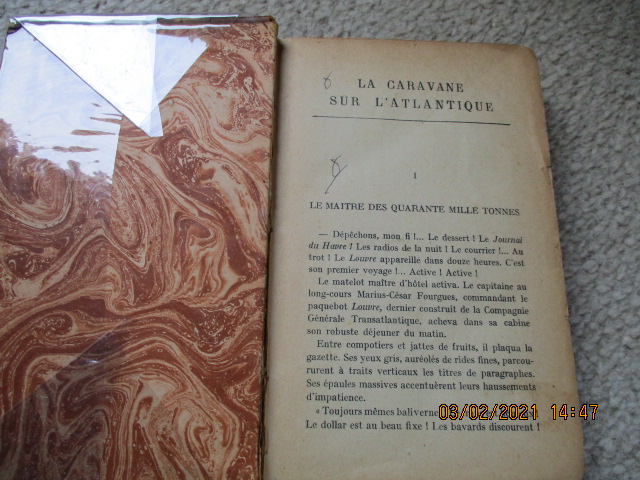 LA CARAVANE
SUR L'ATLANTIQUE
I
LE MAITRE DES QUARANTE MILLE TONNES
— Dépêchons, mon fi !... Le dessert ! Le Journal
du Havre ! Les radios de la nuit ! Le courrier !... Au
trot ! Le Louvre appareille dans douze heures. C'est
son premier voyage !... Active ! Active !
Le matelot maître d'hôtel activa. Le capitaine au
long-cours Marius-César Fourgues, commandant le
paquebot Louvre, dernier construit de la Compagnie
Générale Transatlantique, acheva dans sa cabine
son robuste déjeuner du matin.
Entre compotiers et jattes de fruits, il plaqua la
gazette. Ses yeux gris, auréolés de rides fines, parcou-
rurent à traits verticaux les titres de paragraphes.
Ses épaules massives accentuèrent leurs haussements
d'impatience.
« Toujours mêmes
Le dollar est au beau fixe ! Les bavards discourent !
03/02/2021 14:47